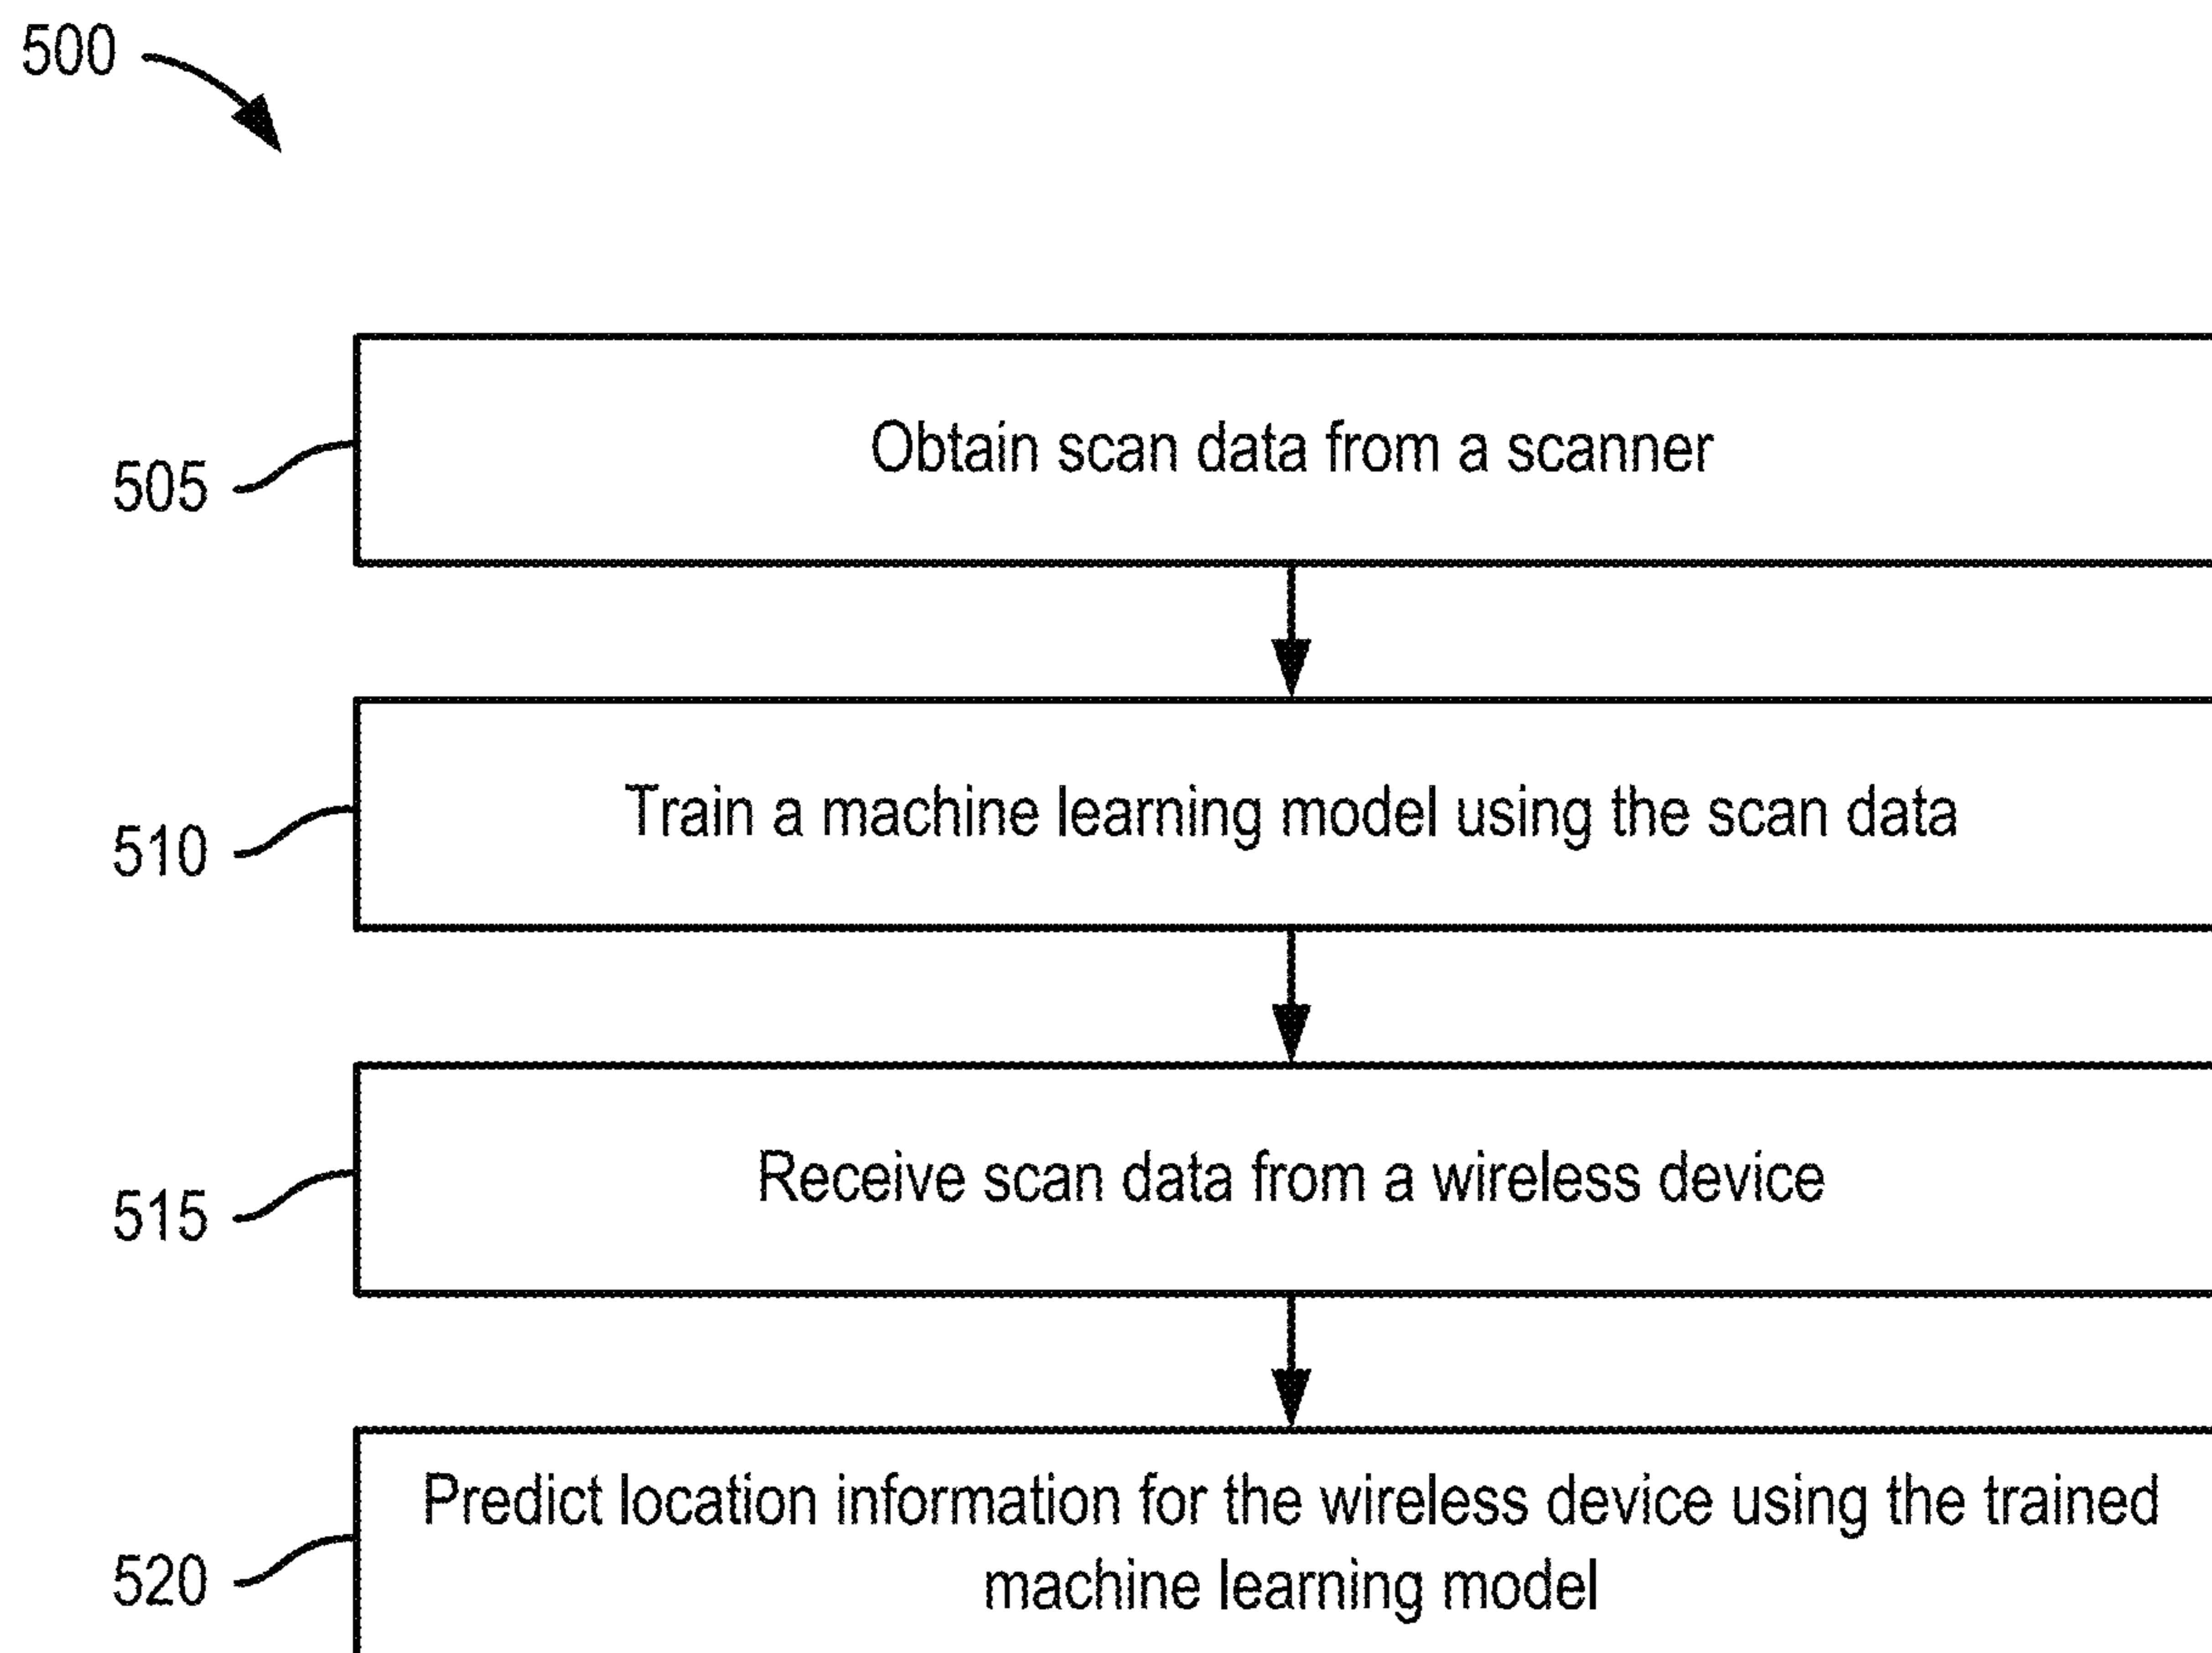 500
Obtain scan data from a scanner
505
Train a machine learning model using the scan data
510
Receive scan data from a wireless device
515
Predict location information for the wireless device using the trained
machine learning model
520